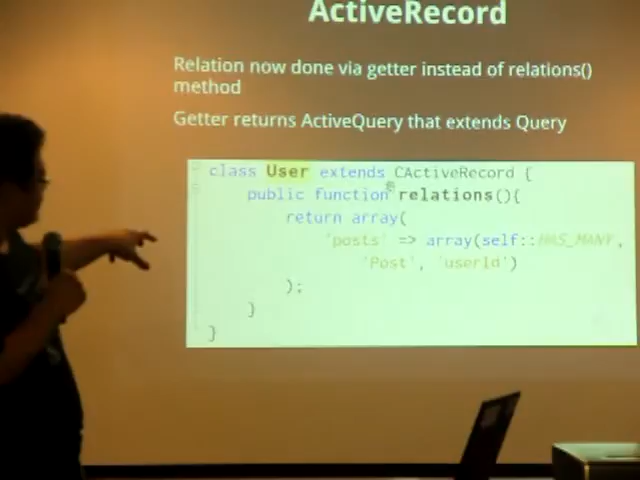 ActiveRecord
Relation now done via getter instead of relations()
method
Getter returns ActiveQuery that extends Query
class User extends CActiveRecord {
public function relations(){
return array(
'posts' => array(self::HAS_MANY,
'Post', 'userId')
);
}
}